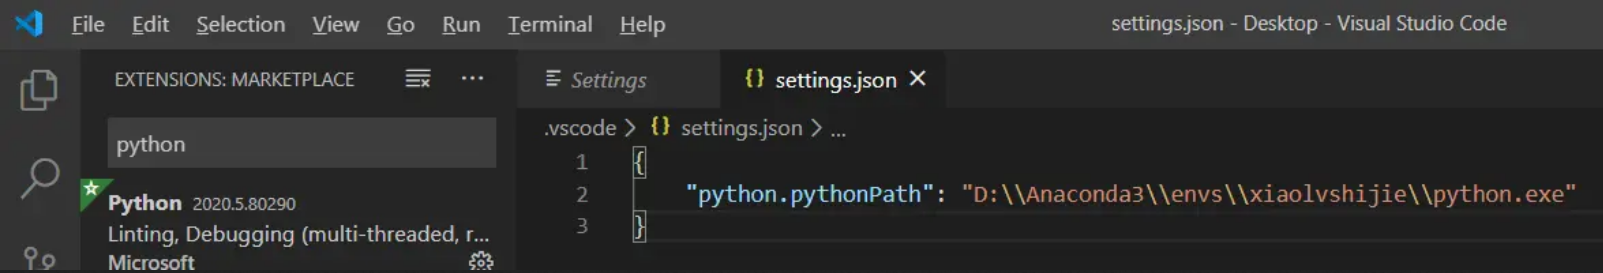 File Edit Selection View Go Run Terminal Help settings.json - Desktop - Visual Studio Code
EXTENSIONS: MARKETPLACE ··· Settings {} settings.json ×
python
.vscode > {} settings.json > ...
1 {
2 "python.pythonPath": "D:\\Anaconda3\\envs\\xiaolvshijie\\python.exe"
3 }
Python 2020.5.80290
Linting, Debugging (multi-threaded, r...
Microsoft